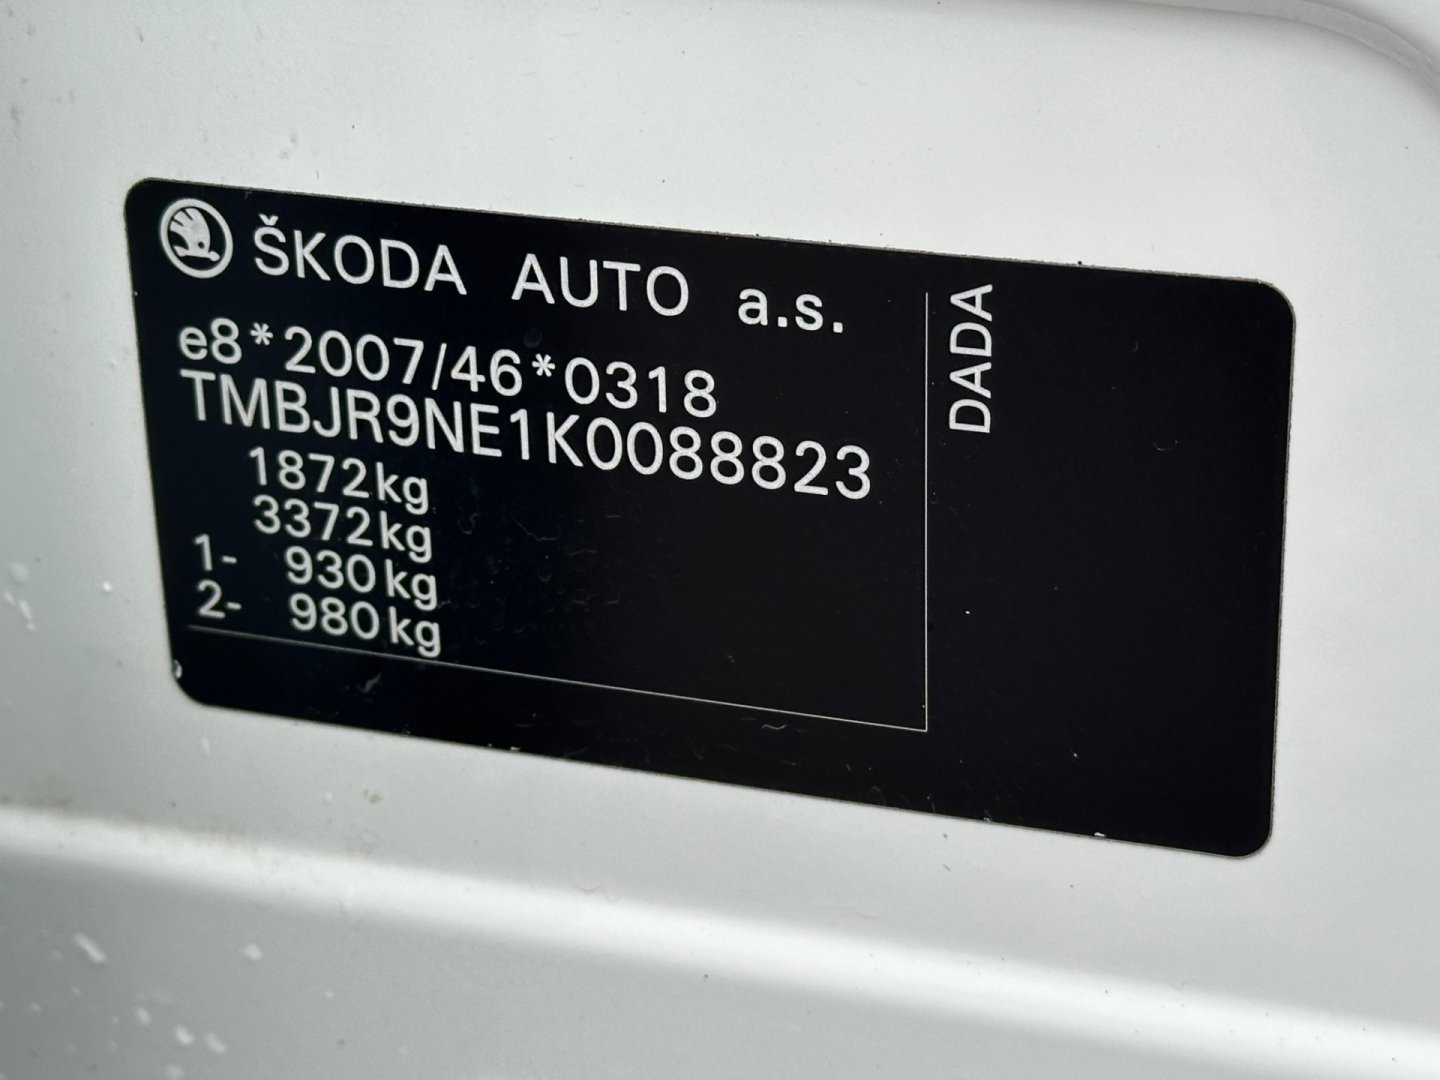 ŠKODA AUTO a.s.
e8*2007/46*0318
TMBJR9NE1K0088823
1872kg
3372kg
1- 930kg
2- 980kg
DADA